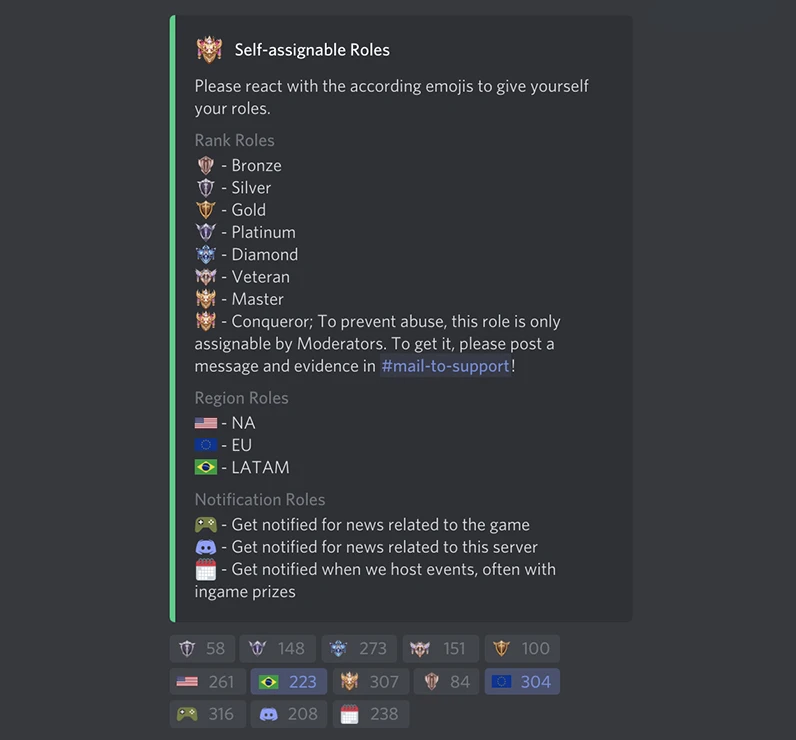 Self-assignable Roles
Please react with the according emojis to give yourself
your roles.
Rank Roles
- Bronze
- Silver
- Gold
- Platinum
- Diamond
- Veteran
- Master
- Conqueror; To prevent abuse, this role is only
assignable by Moderators. To get it, please post a
message and evidence in #mail-to-support!
Region Roles
- NA
- EU
- LATAM
Notification Roles
- Get notified for news related to the game
- Get notified for news related to this server
- Get notified when we host events, often with
ingame prizes
58 148 273 151 100
261 223 307 84 304
316 208 238